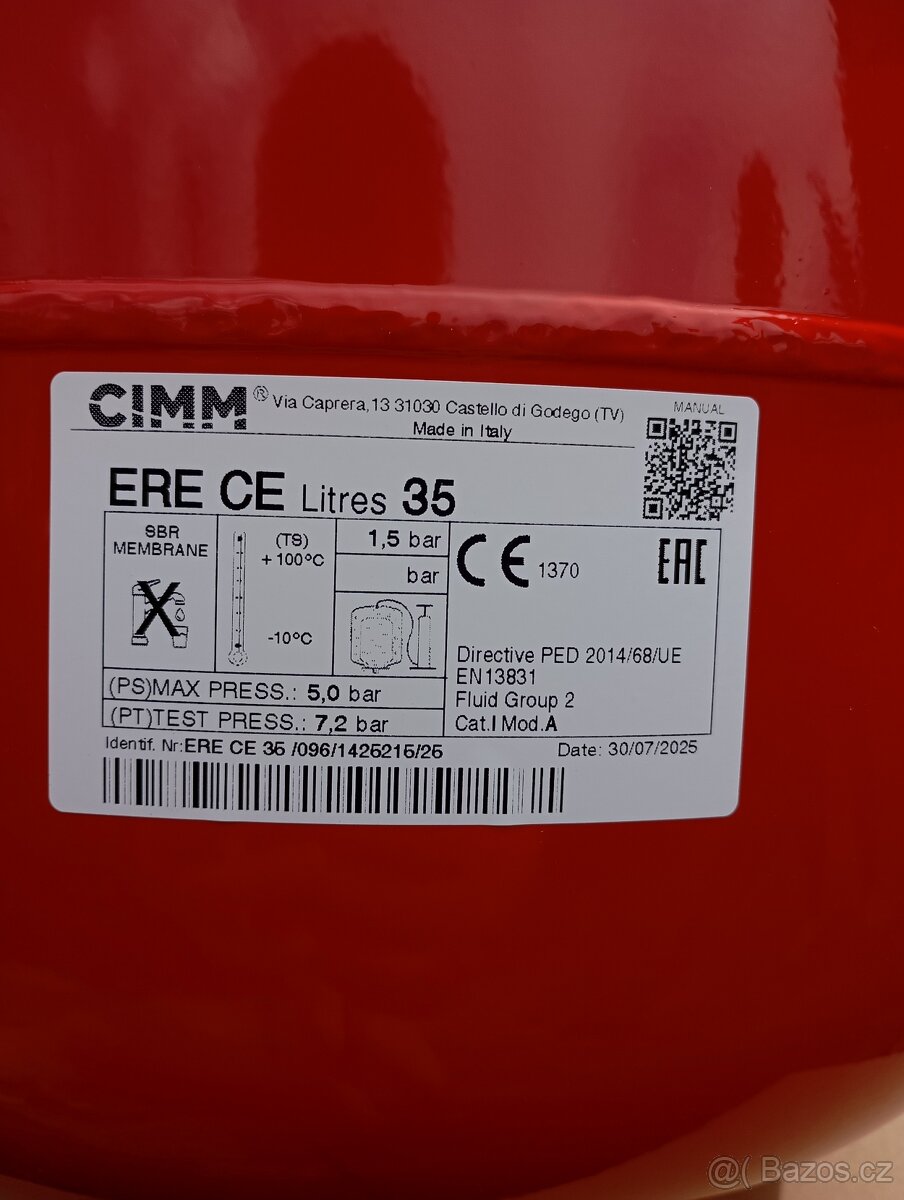 CIMM® Via Caprera,13 31030 Castello di Godego (TV)
Made in Italy
MANUAL
ERE CE Litres 35
SBR
MEMBRANE
(TS)
+100°C
-10°C
1,5 bar
bar
CE 1370
EAC
Directive PED 2014/68/UE
EN13831
Fluid Group 2
Cat.I Mod.A
(PS)MAX PRESS.: 5,0 bar
(PT)TEST PRESS.: 7,2 bar
Identif. Nr:ERE CE 35 /096/1425215/25
Date: 30/07/2025
@ Bazos.cz